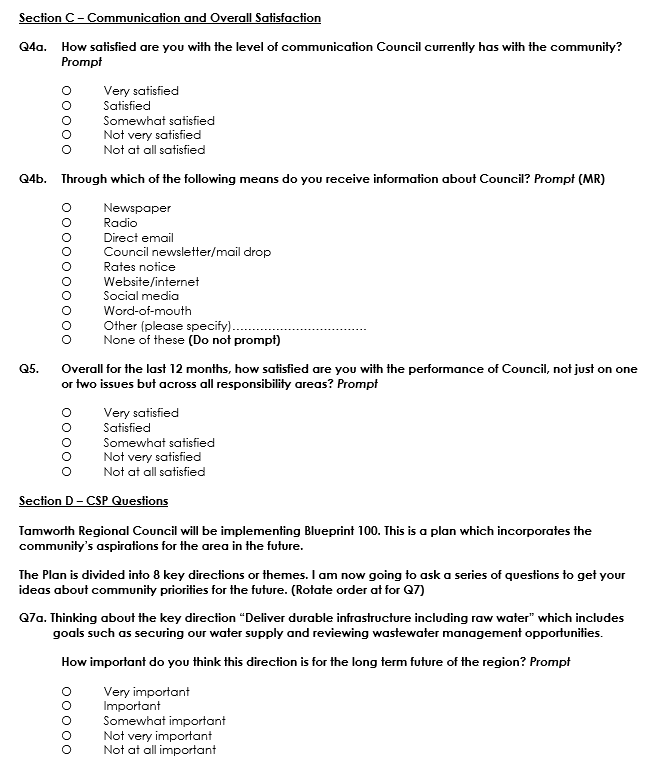 Section C – Communication and Overall Satisfaction
Q4a. How satisfied are you with the level of communication Council currently has with the community?
Prompt
O Very satisfied
O Satisfied
O Somewhat satisfied
O Not very satisfied
O Not at all satisfied
Q4b. Through which of the following means do you receive information about Council? Prompt (MR)
O Newspaper
O Radio
O Direct email
O Council newsletter/mail drop
O Rates notice
O Website/internet
O Social media
O Word-of-mouth
O Other (please specify)..................................
O None of these (Do not prompt)
Q5. Overall for the last 12 months, how satisfied are you with the performance of Council, not just on one
or two issues but across all responsibility areas? Prompt
O Very satisfied
O Satisfied
O Somewhat satisfied
O Not very satisfied
O Not at all satisfied
Section D – CSP Questions
Tamworth Regional Council will be implementing Blueprint 100. This is a plan which incorporates the
community's aspirations for the area in the future.
The Plan is divided into 8 key directions or themes. I am now going to ask a series of questions to get your
ideas about community priorities for the future. (Rotate order at for Q7)
Q7a. Thinking about the key direction "Deliver durable infrastructure including raw water" which includes
goals such as securing our water supply and reviewing wastewater management opportunities.
How important do you think this direction is for the long term future of the region? Prompt
O Very important
O Important
O Somewhat important
O Not very important
O Not at all important